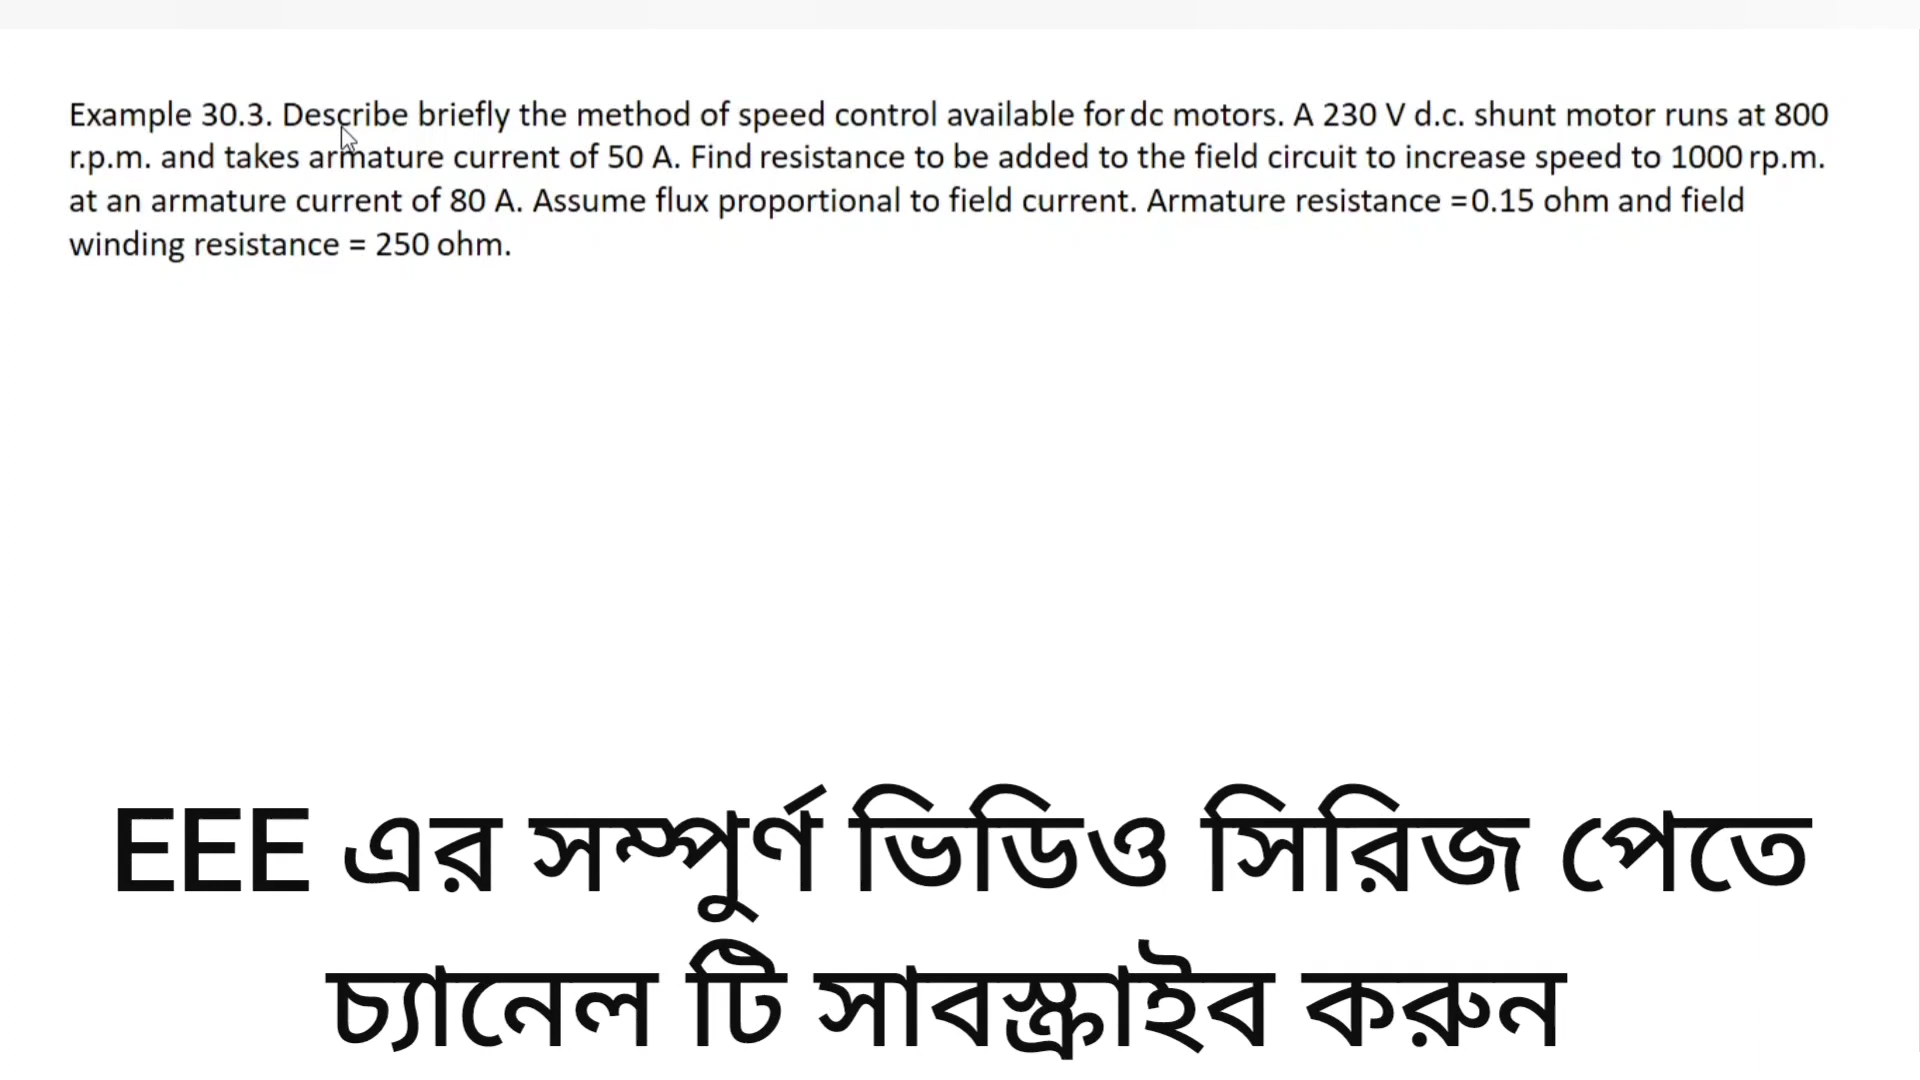 Example 30.3. Describe briefly the method of speed control available for dc motors. A 230 V d.c. shunt motor runs at 800
r.p.m. and takes armature current of 50 A. Find resistance to be added to the field circuit to increase speed to 1000 rp.m.
at an armature current of 80 A. Assume flux proportional to field current. Armature resistance =0.15 ohm and field
winding resistance = 250 ohm.
EEE এর সম্পুর্ণ ভিডিও সিরিজ পেতে
চ্যানেল টি সাবস্ক্রাইব করুন